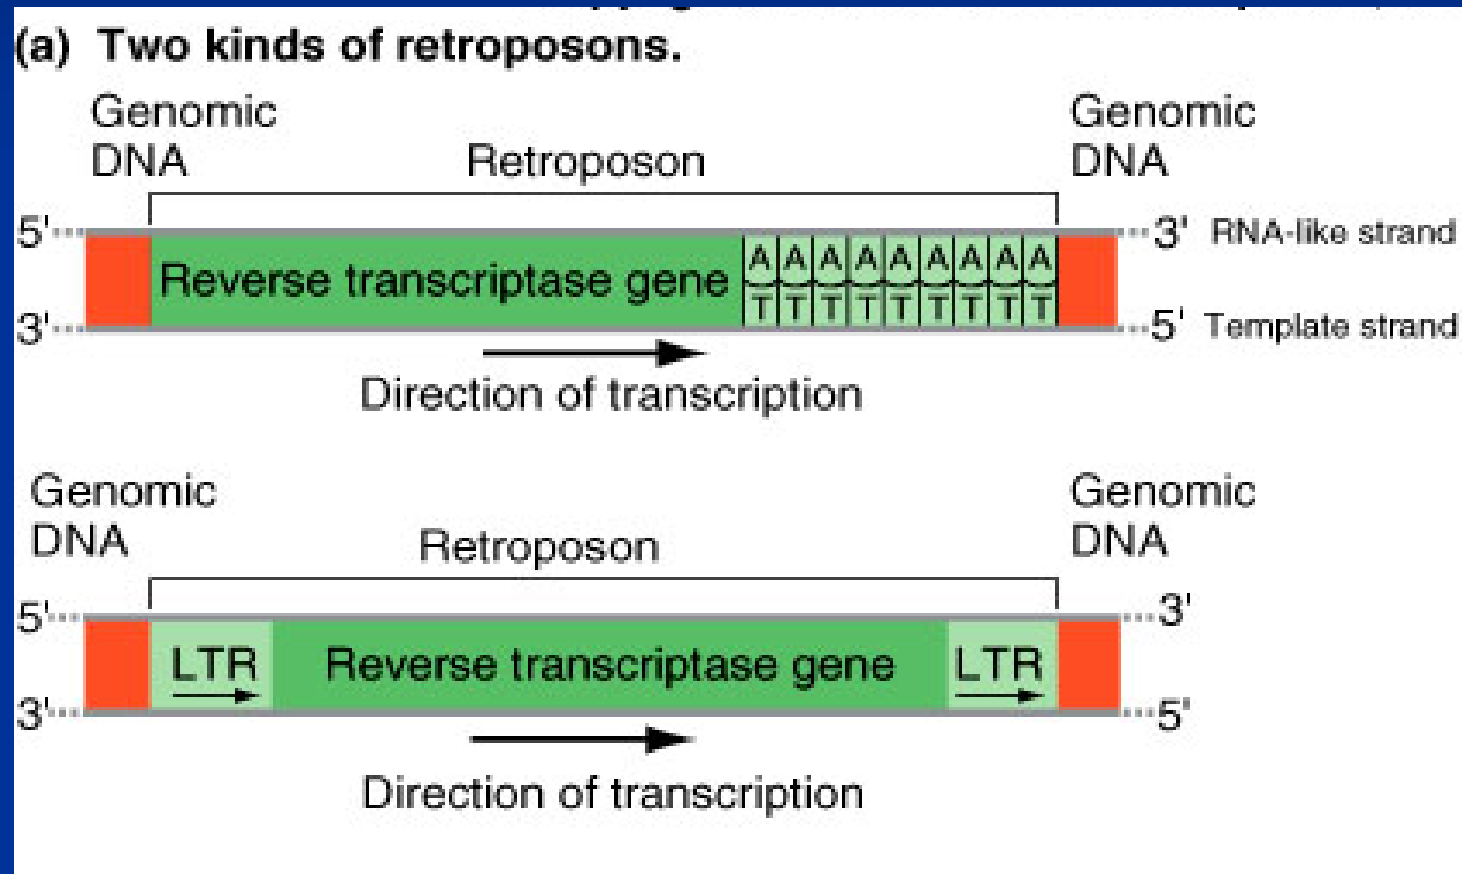 (a) Two kinds of retroposons.
Genomic DNA
Retroposon
Genomic DNA
5' 3' RNA-like strand
Reverse transcriptase gene A A A A A A A A A
T T T T T T T T T
3' 5' Template strand
Direction of transcription
Genomic DNA
Retroposon
Genomic DNA
5' 3'
LTR Reverse transcriptase gene LTR
3' 5'
Direction of transcription